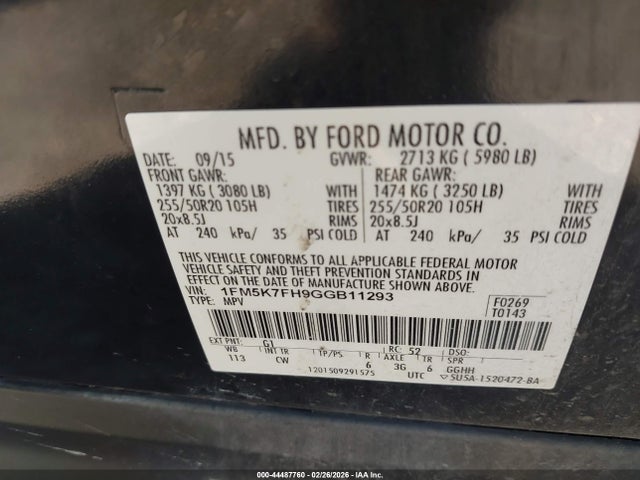 MFD. BY FORD MOTOR CO.
DATE: 09/15 GVWR: 2713 KG ( 5980 LB)
FRONT GAWR: REAR GAWR:
1397 KG ( 3080 LB) WITH 1474 KG ( 3250 LB) WITH
255/50R20 105H TIRES 255/50R20 105H TIRES
20x8.5J RIMS 20x8.5J RIMS
AT 240 kPa/ 35 PSI COLD AT 240 kPa/ 35 PSI COLD
THIS VEHICLE CONFORMS TO ALL APPLICABLE FEDERAL MOTOR
VEHICLE SAFETY AND THEFT PREVENTION STANDARDS IN
EFFECT ON THE DATE OF MANUFACTURE SHOWN ABOVE.
VIN: 1FM5K7FH9GGB11293 F0269
TYPE: MPV T0143
EXT PNT: G1 RC: 52 DSO:
WB INT TR TP/PS R AXLE TR SPR
113 CW 6 3G 6 GGHH
1201509291575 UTC 5U5A-1520472-BA
000-44487760 - 02/26/2026 - IAA Inc.